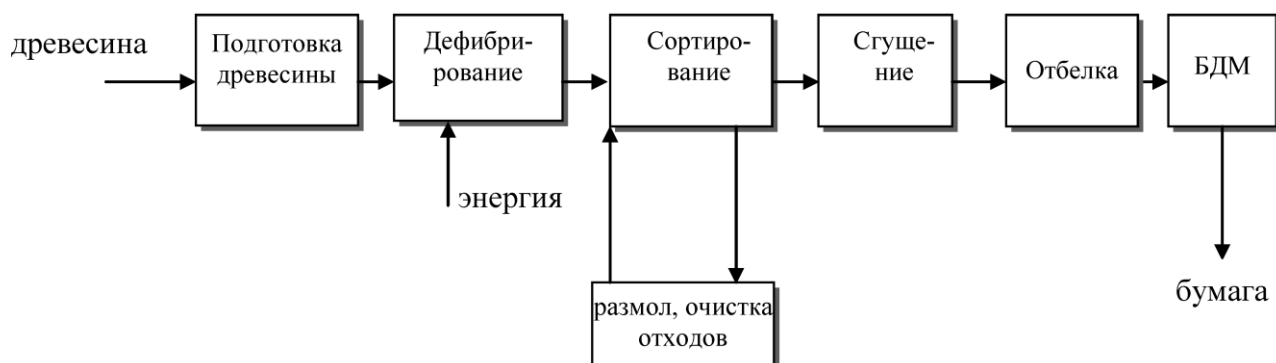 древесина
Подготовка
древесины
Дефибри-
рование
Сортиро-
вание
Сгуще-
ние
Отбелка
БДМ
энергия
размол, очистка
отходов
бумага